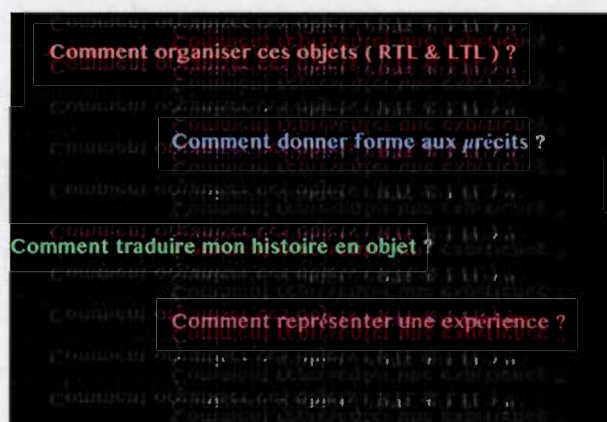 Comment organiser ces objets ( RTL & LTL ) ?
Comment donner forme aux μrécits ?
Comment traduire mon histoire en objet ?
Comment représenter une expérience ?